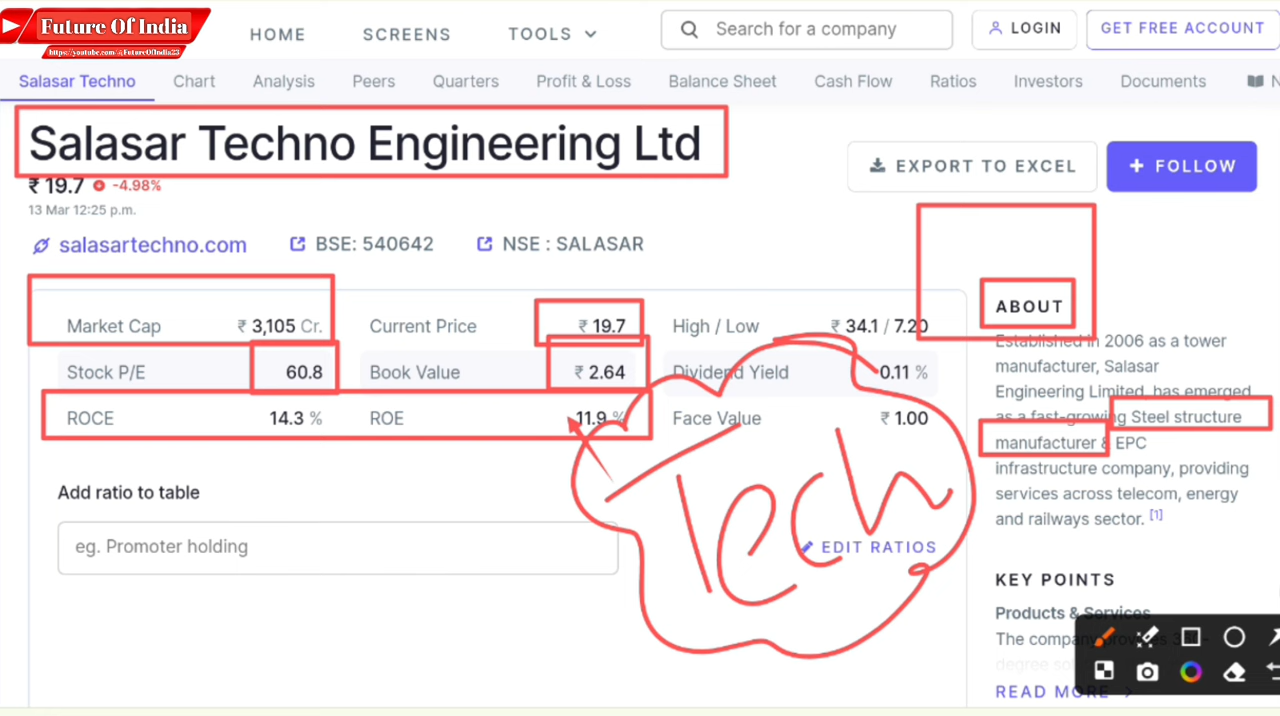 Future Of India
https://youtube.com/@FutureOfIndia23
HOME SCREENS TOOLS
Search for a company
LOGIN
GET FREE ACCOUNT
Salasar Techno Chart Analysis Peers Quarters Profit & Loss Balance Sheet Cash Flow Ratios Investors Documents
Salasar Techno Engineering Ltd
₹ 19.7 -4.98%
13 Mar 12:25 p.m.
EXPORT TO EXCEL
+ FOLLOW
salasartechno.com BSE: 540642 NSE : SALASAR
Market Cap ₹ 3,105 Cr. Current Price ₹ 19.7 High / Low ₹ 34.1 / 7.20
Stock P/E 60.8 Book Value ₹ 2.64 Dividend Yield 0.11 %
ROCE 14.3 % ROE 11.9 % Face Value ₹ 1.00
Add ratio to table
eg. Promoter holding
EDIT RATIOS
Tech
ABOUT
Established in 2006 as a tower
manufacturer, Salasar
Engineering Limited, has emerged
as a fast-growing Steel structure
manufacturer & EPC
infrastructure company, providing
services across telecom, energy
and railways sector. [1]
KEY POINTS
Products & Services
The company provides
READ MORE